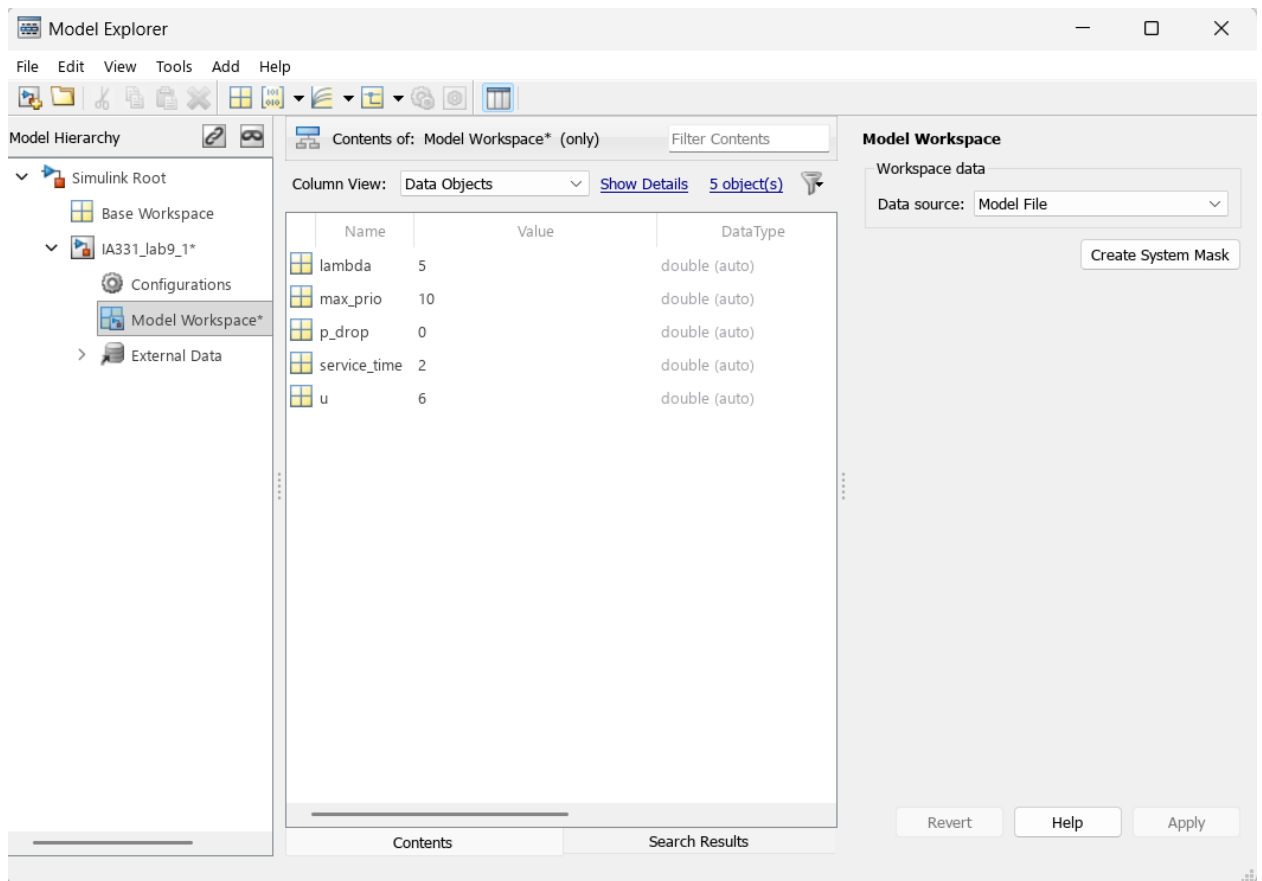 Model Explorer
File Edit View Tools Add Help
Model Hierarchy
Simulink Root
Base Workspace
IA331_lab9_1*
Configurations
Model Workspace*
External Data
Contents of: Model Workspace* (only) Filter Contents
Column View: Data Objects Show Details 5 object(s)
Name Value DataType
lambda 5 double (auto)
max_prio 10 double (auto)
p_drop 0 double (auto)
service_time 2 double (auto)
u 6 double (auto)
Contents Search Results
Model Workspace
Workspace data
Data source: Model File
Create System Mask
Revert Help Apply